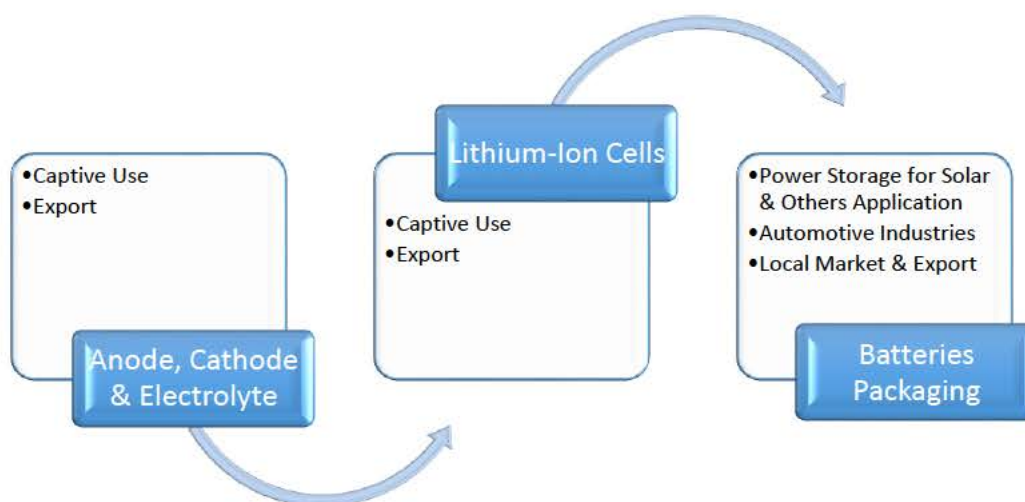 •Captive Use
•Export
Anode, Cathode
& Electrolyte
Lithium-Ion Cells
•Captive Use
•Export
•Power Storage for Solar
& Others Application
•Automotive Industries
•Local Market & Export
Batteries
Packaging